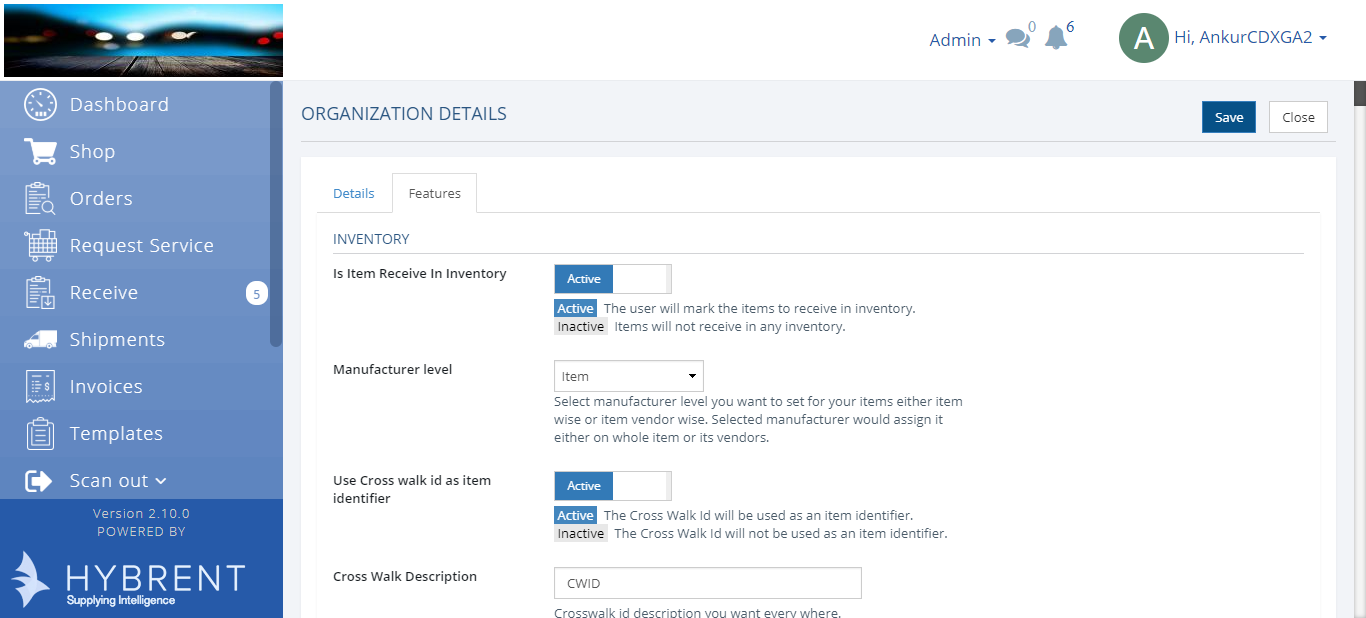 Admin
0
6
A
Hi, AnkurCDXGA2
Dashboard
Shop
Orders
Request Service
Receive
5
Shipments
Invoices
Templates
Scan out
Version 2.10.0
POWERED BY
HYBRENT
Supplying Intelligence
ORGANIZATION DETAILS
Save
Close
Details
Features
INVENTORY
Is Item Receive In Inventory
Active
Active The user will mark the items to receive in inventory.
Inactive Items will not receive in any inventory.
Manufacturer level
Item
Select manufacturer level you want to set for your items either item
wise or item vendor wise. Selected manufacturer would assign it
either on whole item or its vendors.
Use Cross walk id as item
identifier
Active
Active The Cross Walk Id will be used as an item identifier.
Inactive The Cross Walk Id will not be used as an item identifier.
Cross Walk Description
CWID
Crosswalk id description you want every where.